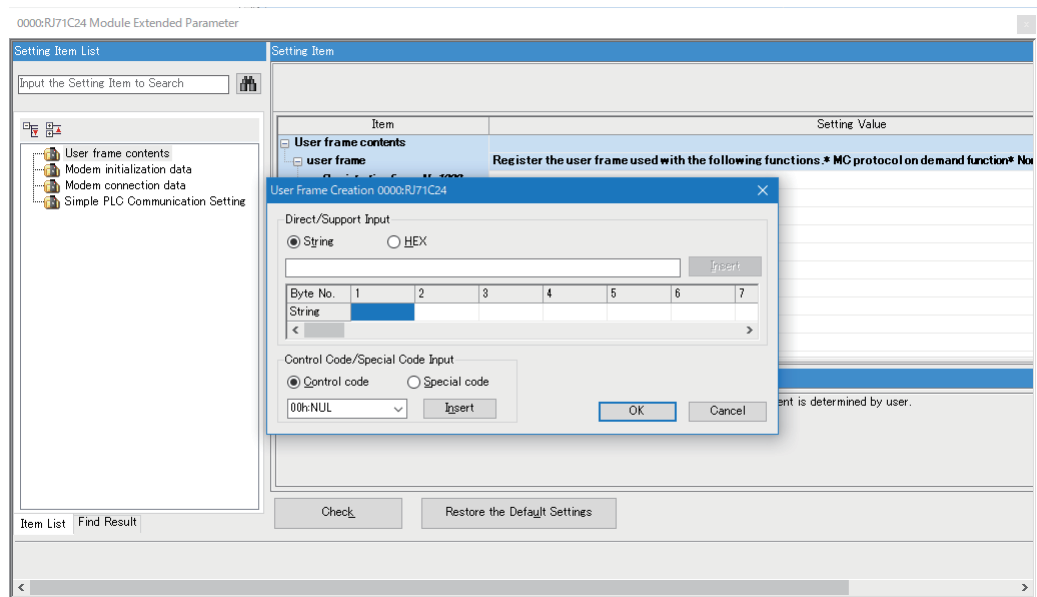 0000:RJ71C24 Module Extended Parameter
Setting Item List
Setting Item
Input the Setting Item to Search
Item
Setting Value
User frame contents
Modem initialization data
Modem connection data
Simple PLC Communication Setting
User frame contents
user frame
Register the user frame used with the following functions.* MC protocol on demand function* No
User Frame Creation 0000:RJ71C24
Direct/Support Input
String
HEX
Insert
Byte No. 1 2 3 4 5 6 7
String
Control Code/Special Code Input
Control code
Special code
00h:NUL
Insert
OK
Cancel
ent is determined by user.
Check
Restore the Default Settings
Item List
Find Result